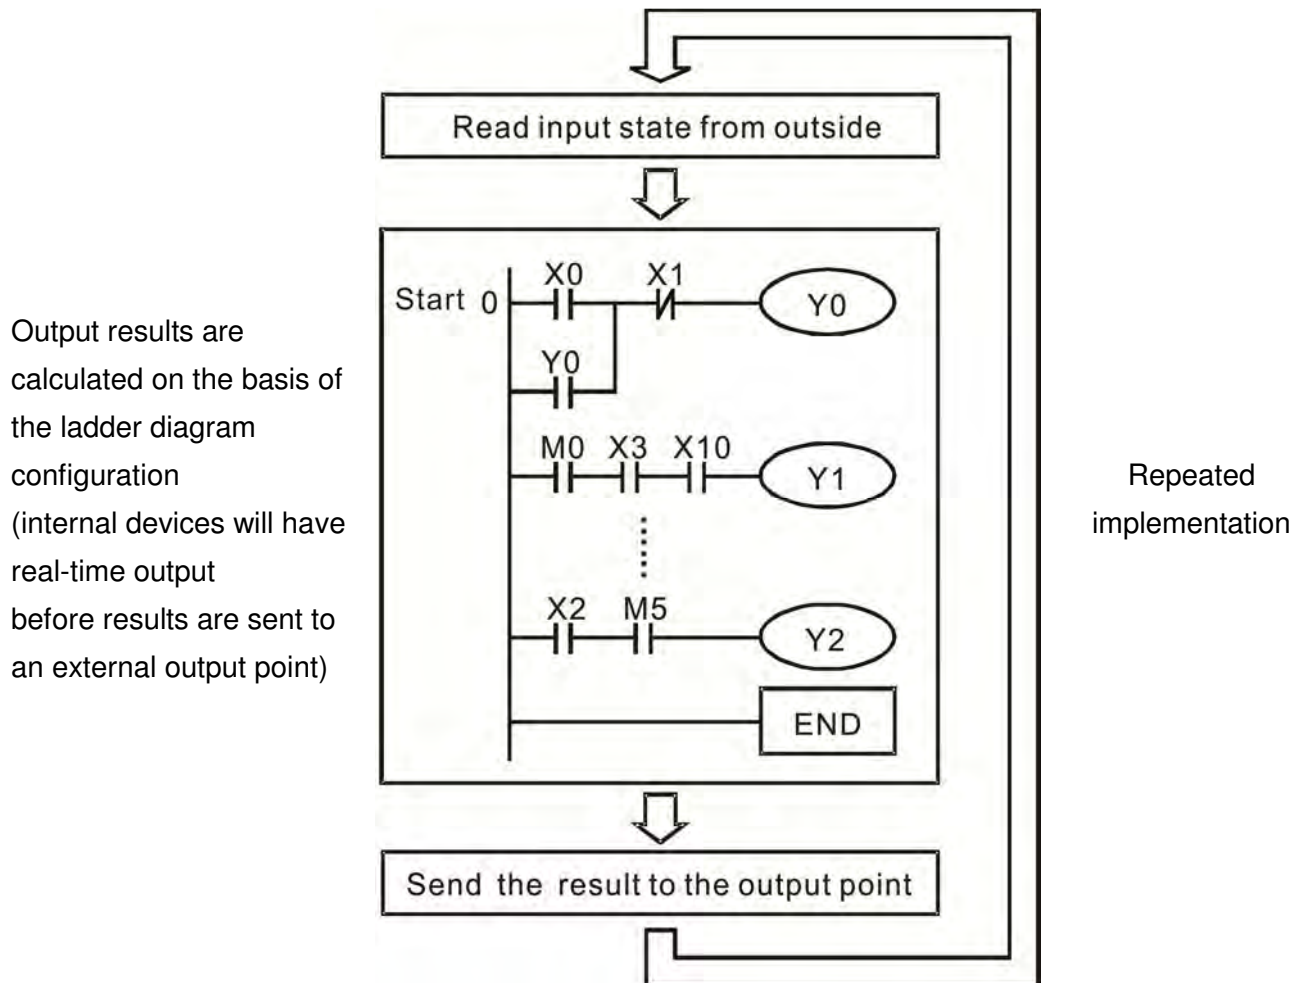 Read input state from outside
Output results are
calculated on the basis of
the ladder diagram
configuration
(internal devices will have
real-time output
before results are sent to
an external output point)
X0 X1
Start 0 Y0
Y0
M0 X3 X10
Y1
X2 M5
Y2
END
Repeated
implementation
Send the result to the output point